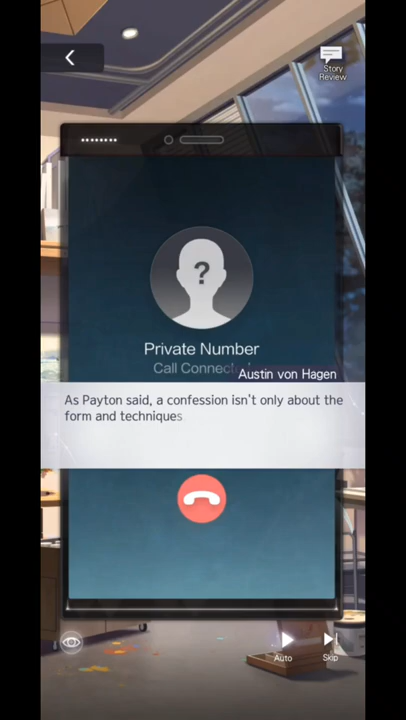 Story
Review
Private Number
Call Connec
Austin von Hagen
As Payton said, a confession isn't only about the
form and techniques
Auto
Skip